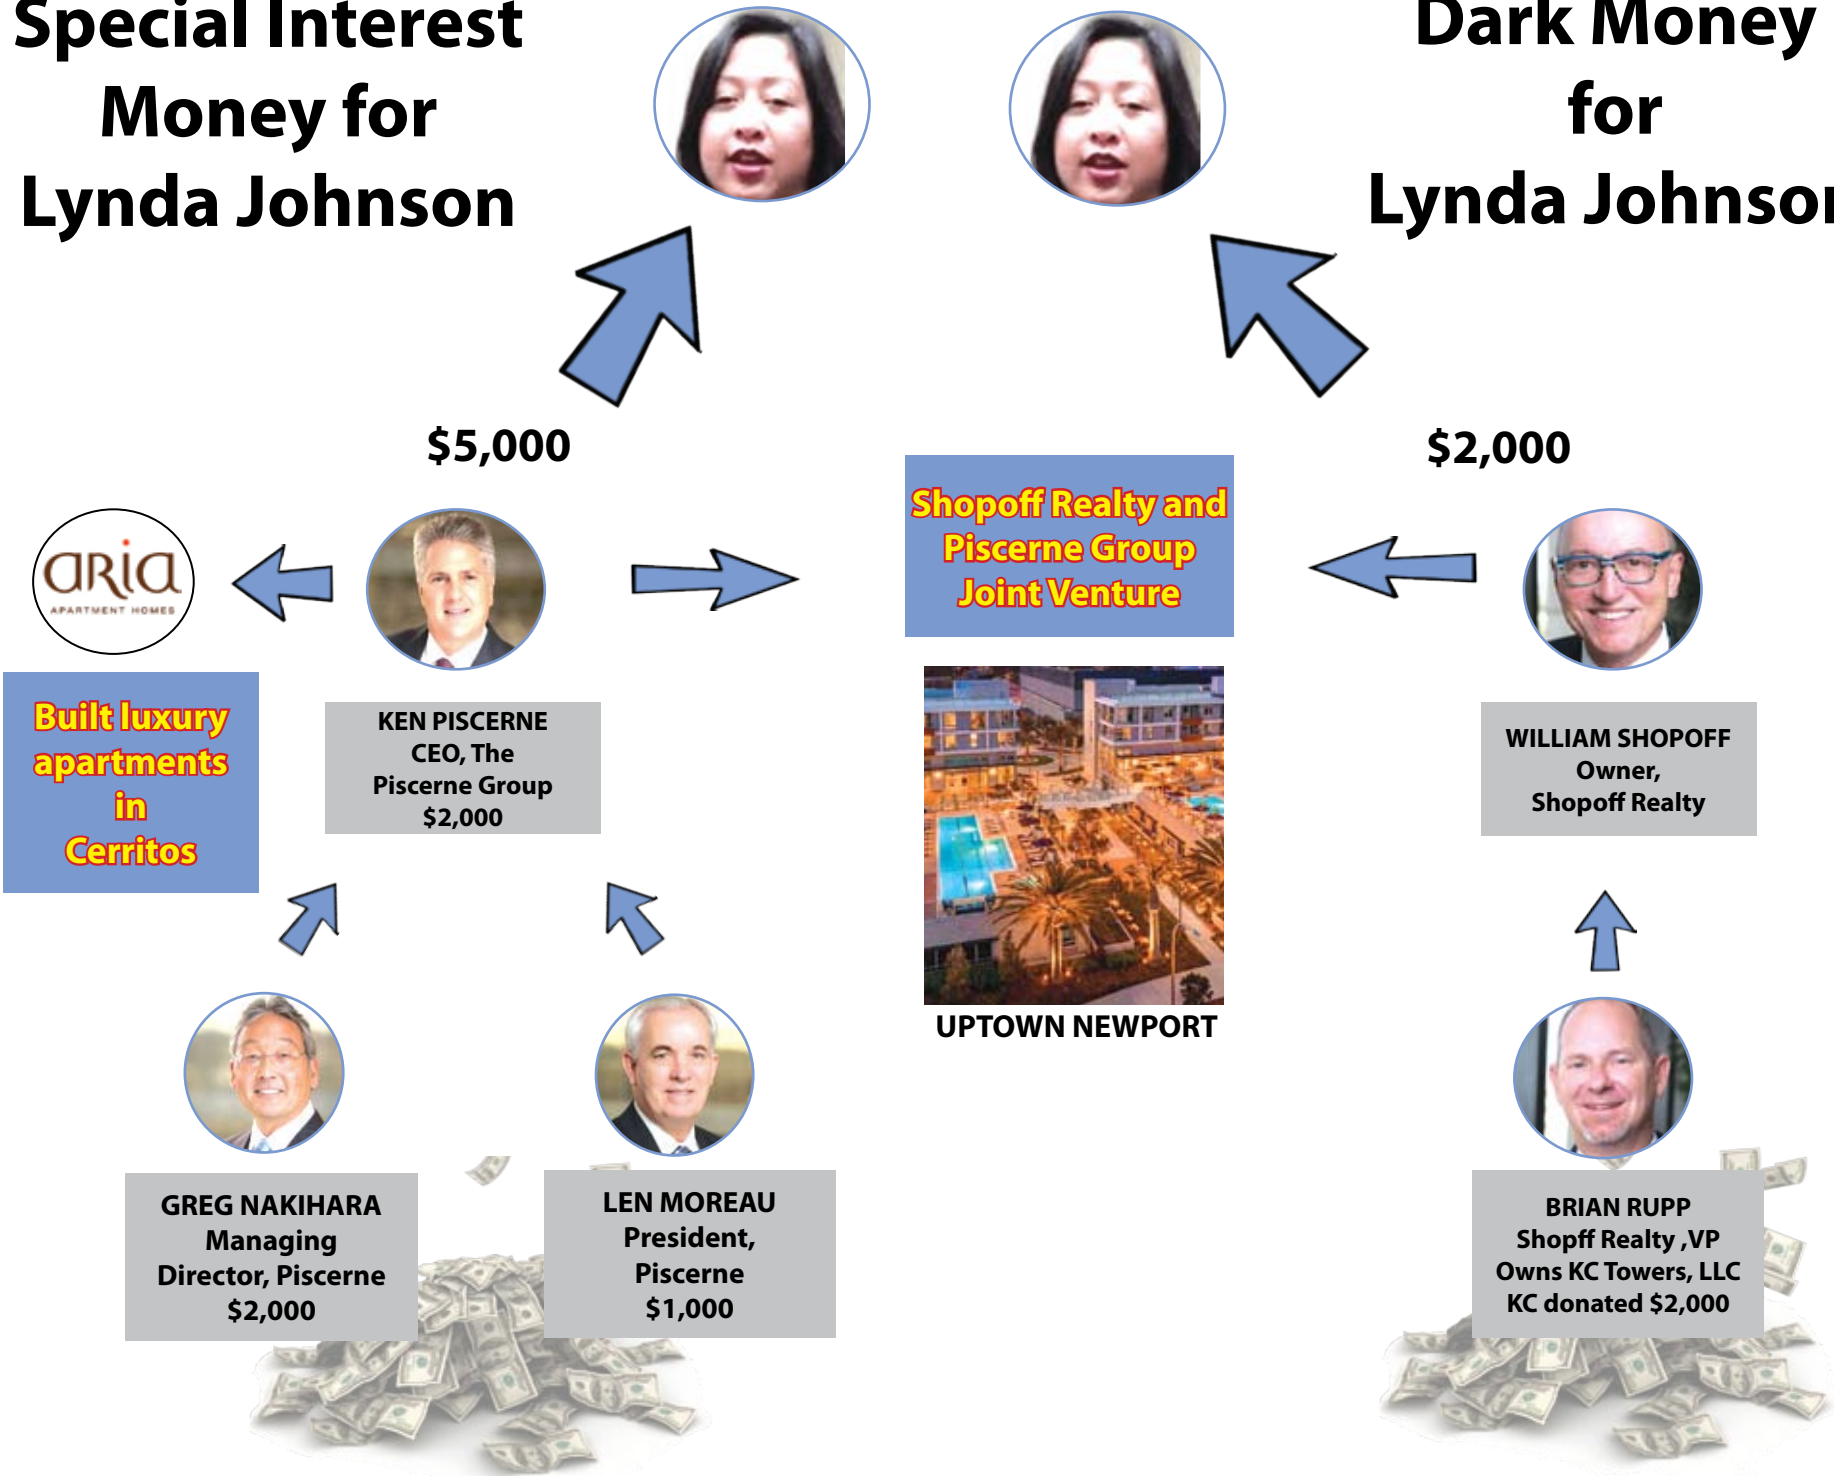 Special Interest
Money for
Lynda Johnson
Dark Money
for
Lynda Johnson
$5,000
$2,000
aria
APARTMENT HOMES
Shopoff Realty and
Piscerne Group
Joint Venture
Built luxury
apartments
in
Cerritos
KEN PISCERNE
CEO, The
Piscerne Group
$2,000
WILLIAM SHOPOFF
Owner,
Shopoff Realty
UPTOWN NEWPORT
GREG NAKIHARA
Managing
Director, Piscerne
$2,000
LEN MOREAU
President,
Piscerne
$1,000
BRIAN RUPP
Shopff Realty ,VP
Owns KC Towers, LLC
KC donated $2,000